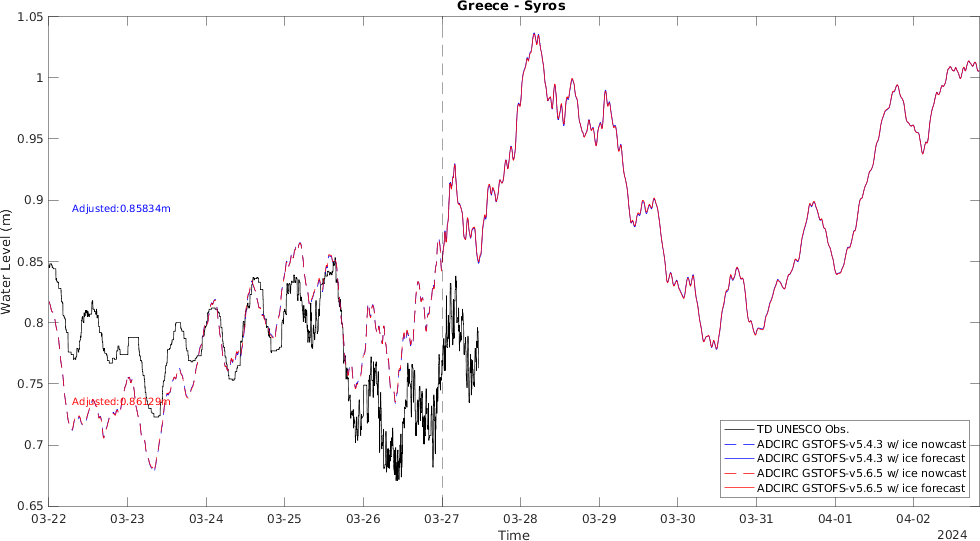 Greece - Syros
Water Level (m)
1.05
1
0.95
0.9
0.85
0.8
0.75
0.7
0.65
Adjusted:0.85834m
Adjusted:0.86129m
TD UNESCO Obs.
ADCIRC GSTOFS-v5.4.3 w/ ice nowcast
ADCIRC GSTOFS-v5.4.3 w/ ice forecast
ADCIRC GSTOFS-v5.6.5 w/ ice nowcast
ADCIRC GSTOFS-v5.6.5 w/ ice forecast
03-22 03-23 03-24 03-25 03-26 03-27 03-28 03-29 03-30 03-31 04-01 04-02
Time
2024